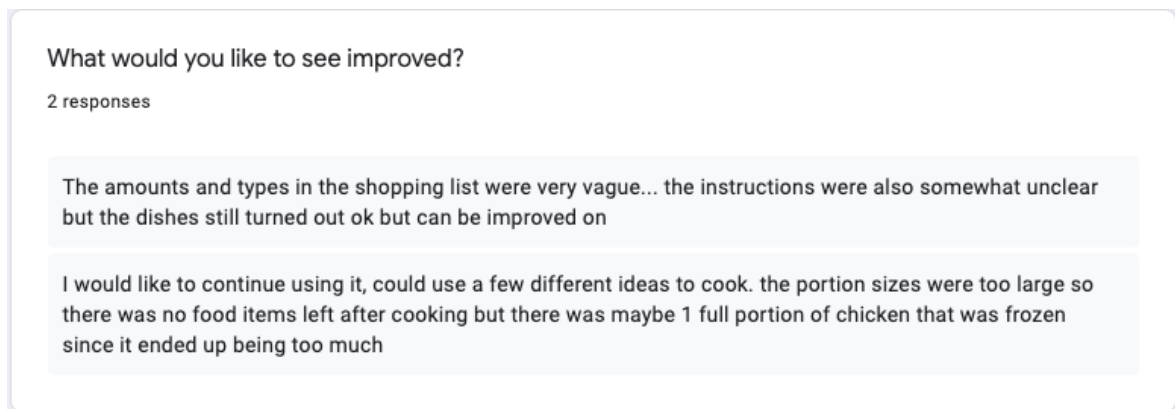 What would you like to see improved?
2 responses
The amounts and types in the shopping list were very vague... the instructions were also somewhat unclear
but the dishes still turned out ok but can be improved on
I would like to continue using it, could use a few different ideas to cook. the portion sizes were too large so
there was no food items left after cooking but there was maybe 1 full portion of chicken that was frozen
since it ended up being too much